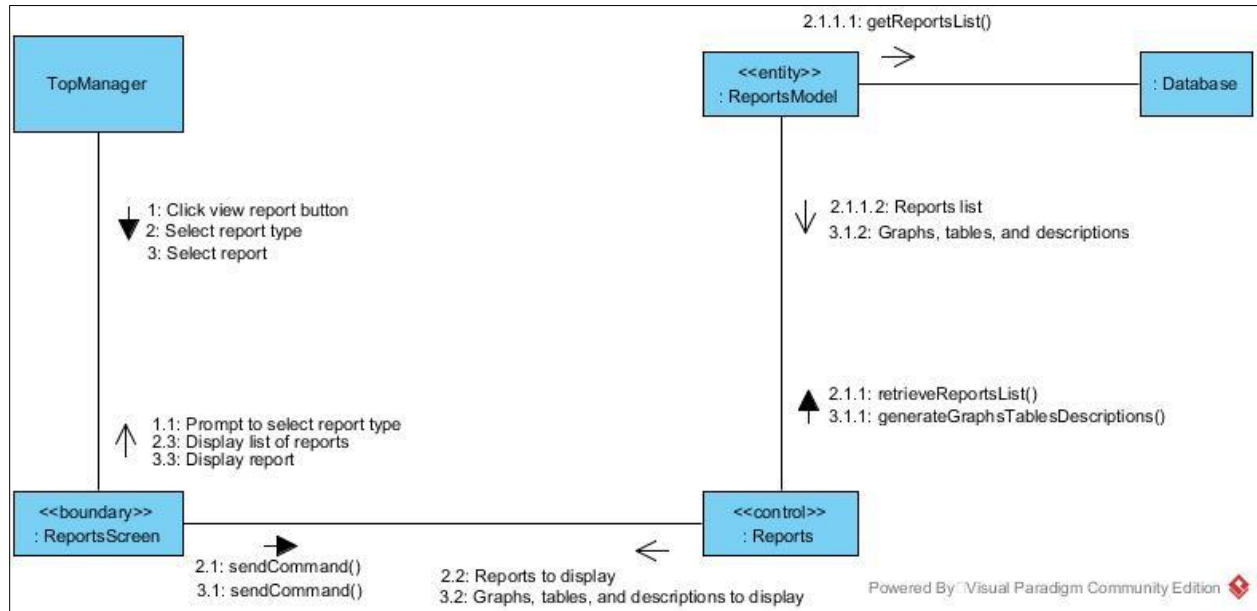 2.1.1.1: getReportsList()
TopManager
<<entity>>
: ReportsModel
: Database
1: Click view report button
2: Select report type
3: Select report
2.1.1.2: Reports list
3.1.2: Graphs, tables, and descriptions
2.1.1: retrieveReportsList()
3.1.1: generateGraphsTablesDescriptions()
1.1: Prompt to select report type
2.3: Display list of reports
3.3: Display report
<<boundary>>
: ReportsScreen
<<control>>
: Reports
2.1: sendCommand()
3.1: sendCommand()
2.2: Reports to display
3.2: Graphs, tables, and descriptions to display
Powered By Visual Paradigm Community Edition